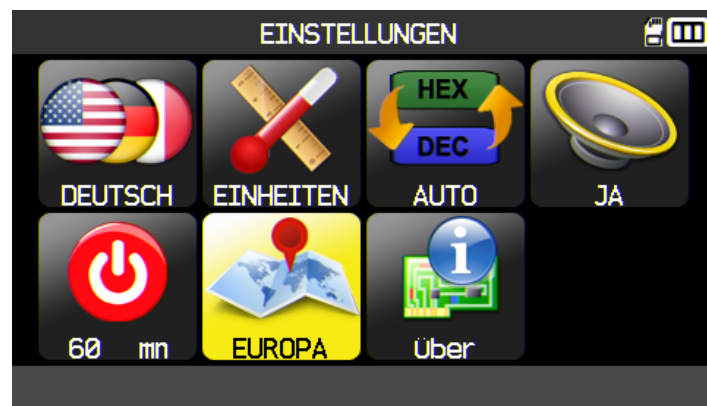 EINSTELLUNGEN
HEX
DEC
DEUTSCH EINHEITEN AUTO JA
60 mn EUROPA Über